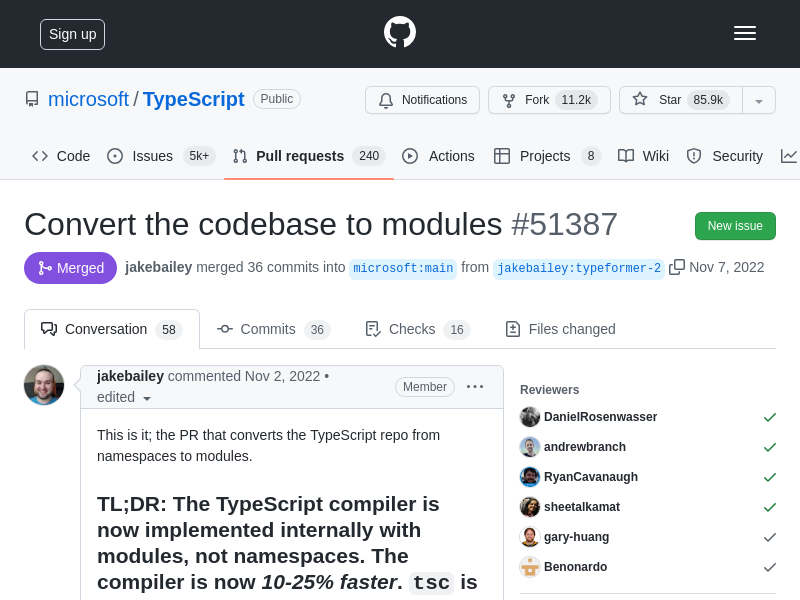 Sign up
microsoft / TypeScript Public
Notifications Fork 11.2k Star 85.9k
Code Issues 5k+ Pull requests 240 Actions Projects 8 Wiki Security
Convert the codebase to modules #51387
New issue
Merged jakebailey merged 36 commits into microsoft:main from jakebailey:typeformer-2 Nov 7, 2022
Conversation 58 Commits 36 Checks 16 Files changed
jakebailey commented Nov 2, 2022 •
edited
Member
This is it; the PR that converts the TypeScript repo from
namespaces to modules.
TL;DR: The TypeScript compiler is
now implemented internally with
modules, not namespaces. The
compiler is now 10-25% faster. tsc is
Reviewers
DanielRosenwasser
andrewbranch
RyanCavanaugh
sheetalkamat
gary-huang
Benonardo